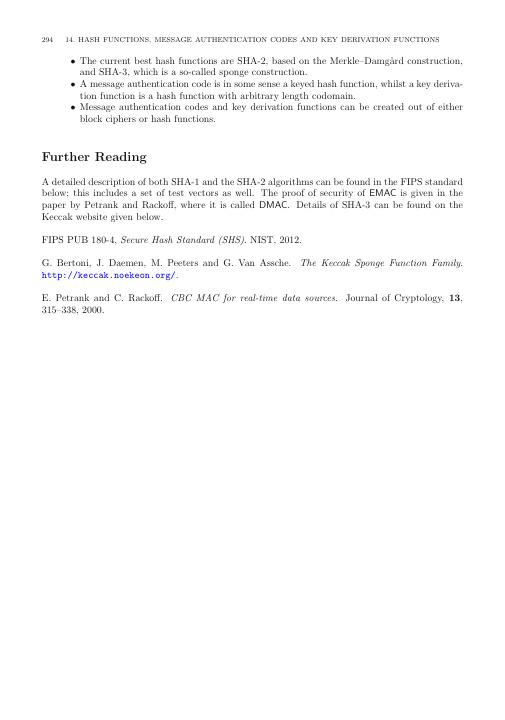 294 14. HASH FUNCTIONS, MESSAGE AUTHENTICATION CODES AND KEY DERIVATION FUNCTIONS
• The current best hash functions are SHA-2, based on the Merkle–Damgård construction,
and SHA-3, which is a so-called sponge construction.
• A message authentication code is in some sense a keyed hash function, whilst a key deriva-
tion function is a hash function with arbitrary length codomain.
• Message authentication codes and key derivation functions can be created out of either
block ciphers or hash functions.
Further Reading
A detailed description of both SHA-1 and the SHA-2 algorithms can be found in the FIPS standard
below; this includes a set of test vectors as well. The proof of security of EMAC is given in the
paper by Petrank and Rackoff, where it is called DMAC. Details of SHA-3 can be found on the
Keccak website given below.
FIPS PUB 180-4, Secure Hash Standard (SHS). NIST, 2012.
G. Bertoni, J. Daemen, M. Peeters and G. Van Assche. The Keccak Sponge Function Family.
http://keccak.noekeon.org/.
E. Petrank and C. Rackoff. CBC MAC for real-time data sources. Journal of Cryptology, 13,
315–338, 2000.